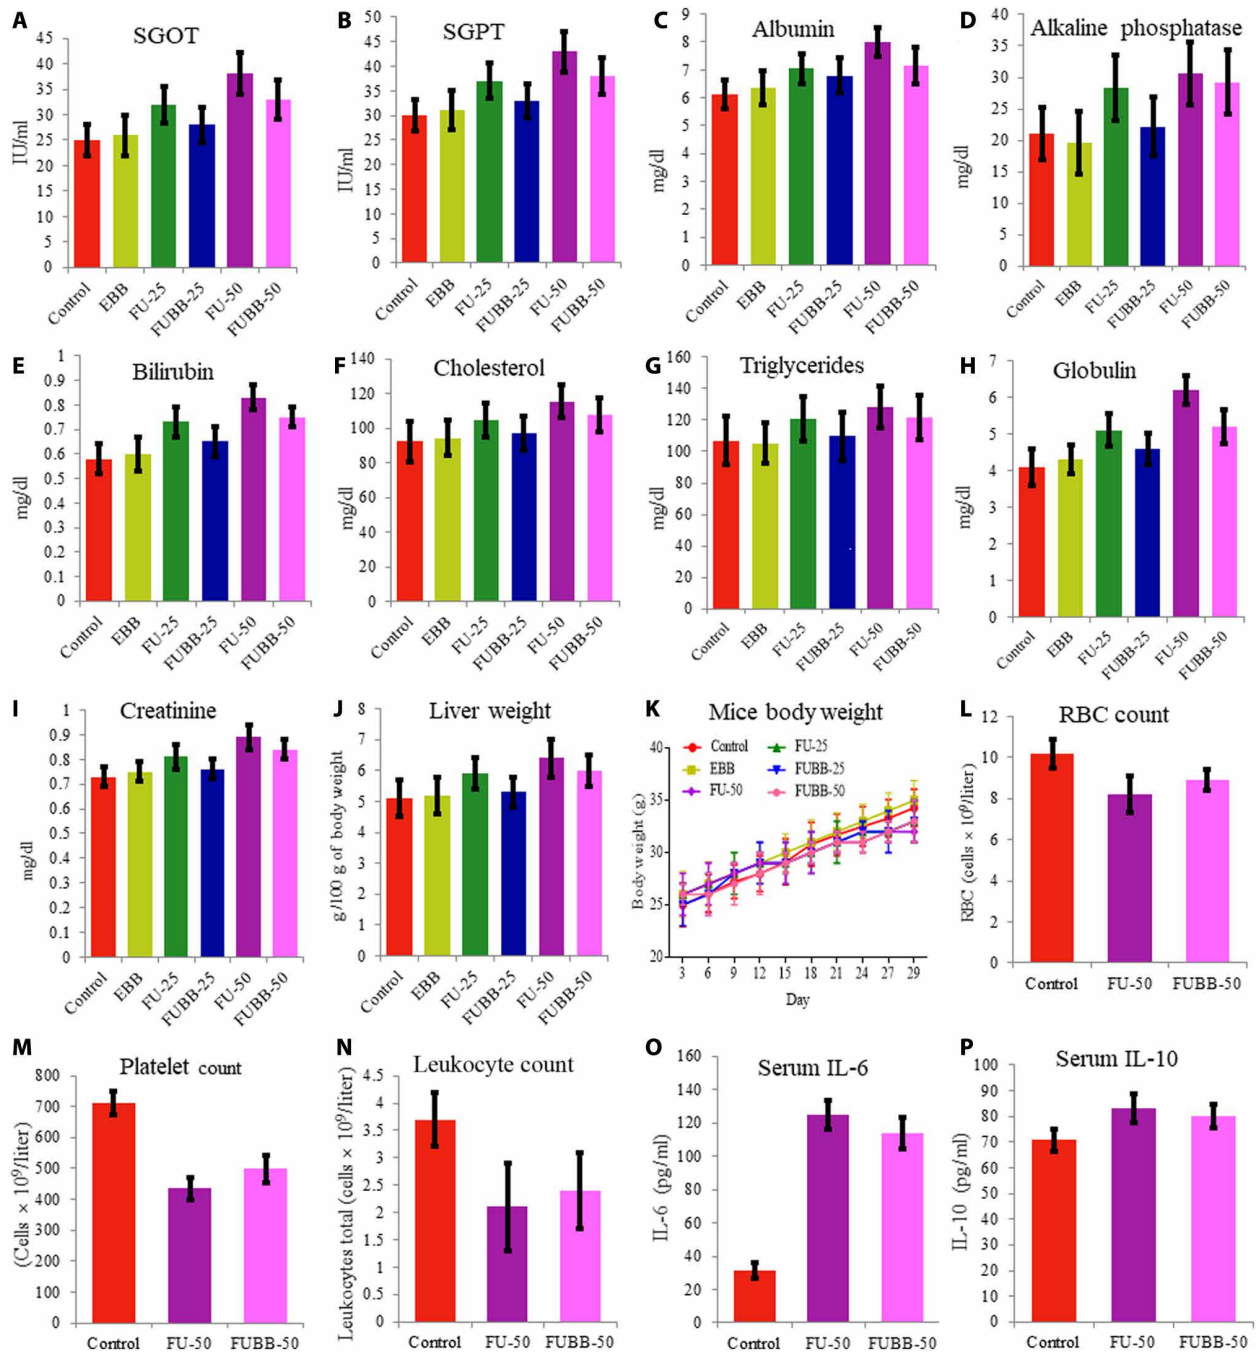 A
SGOT
IU/ml
45
40
35
30
25
20
15
10
5
0
Control
EBB
FU-25
FUBB-25
FU-50
FUBB-50
B
SGPT
IU/ml
50
45
40
35
30
25
20
15
10
5
0
Control
EBB
FU-25
FUBB-25
FU-50
FUBB-50
C
Albumin
mg/dl
9
8
7
6
5
4
3
2
1
0
Control
EBB
FU-25
FUBB-25
FU-50
FUBB-50
D
Alkaline phosphatase
mg/dl
40
35
30
25
20
15
10
5
0
Control
EBB
FU-25
FUBB-25
FU-50
FUBB-50
E
Bilirubin
mg/dl
1
0.9
0.8
0.7
0.6
0.5
0.4
0.3
0.2
0.1
0
Control
EBB
FU-25
FUBB-25
FU-50
FUBB-50
F
Cholesterol
mg/dl
140
120
100
80
60
40
20
0
Control
EBB
FU-25
FUBB-25
FU-50
FUBB-50
G
Triglycerides
mg/dl
160
140
120
100
80
60
40
20
0
Control
EBB
FU-25
FUBB-25
FU-50
FUBB-50
H
Globulin
mg/dl
7
6
5
4
3
2
1
0
Control
EBB
FU-25
FUBB-25
FU-50
FUBB-50
I
Creatinine
mg/dl
1
0.9
0.8
0.7
0.6
0.5
0.4
0.3
0.2
0.1
0
Control
EBB
FU-25
FUBB-25
FU-50
FUBB-50
J
Liver weight
g/100 g of body weight
8
7
6
5
4
3
2
1
0
Control
EBB
FU-25
FUBB-25
FU-50
FUBB-50
K
Mice body weight
Control
FU-25
EBB
FUBB-25
FU-50
FUBB-50
Body weight (g)
40
35
30
25
20
3 6 9 12 15 18 21 24 27 29
Day
L
RBC count
RBC (cells × 10⁹/liter)
12
10
8
6
4
2
0
Control FU-50 FUBB-50
M
Platelet count
(Cells × 10⁹/liter)
800
700
600
500
400
300
200
100
0
Control FU-50 FUBB-50
N
Leukocyte count
Leukocytes total (cells × 10⁹/liter)
4.5
4
3.5
3
2.5
2
1.5
1
0.5
0
Control FU-50 FUBB-50
O
Serum IL-6
IL-6 (pg/ml)
160
140
120
100
80
60
40
20
0
Control FU-50 FUBB-50
P
Serum IL-10
IL-10 (pg/ml)
100
90
80
70
60
50
40
30
20
10
0
Control FU-50 FUBB-50